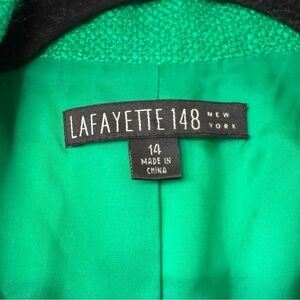 LAFAYETTE 148 NEW YORK
14
MADE IN
CHINA